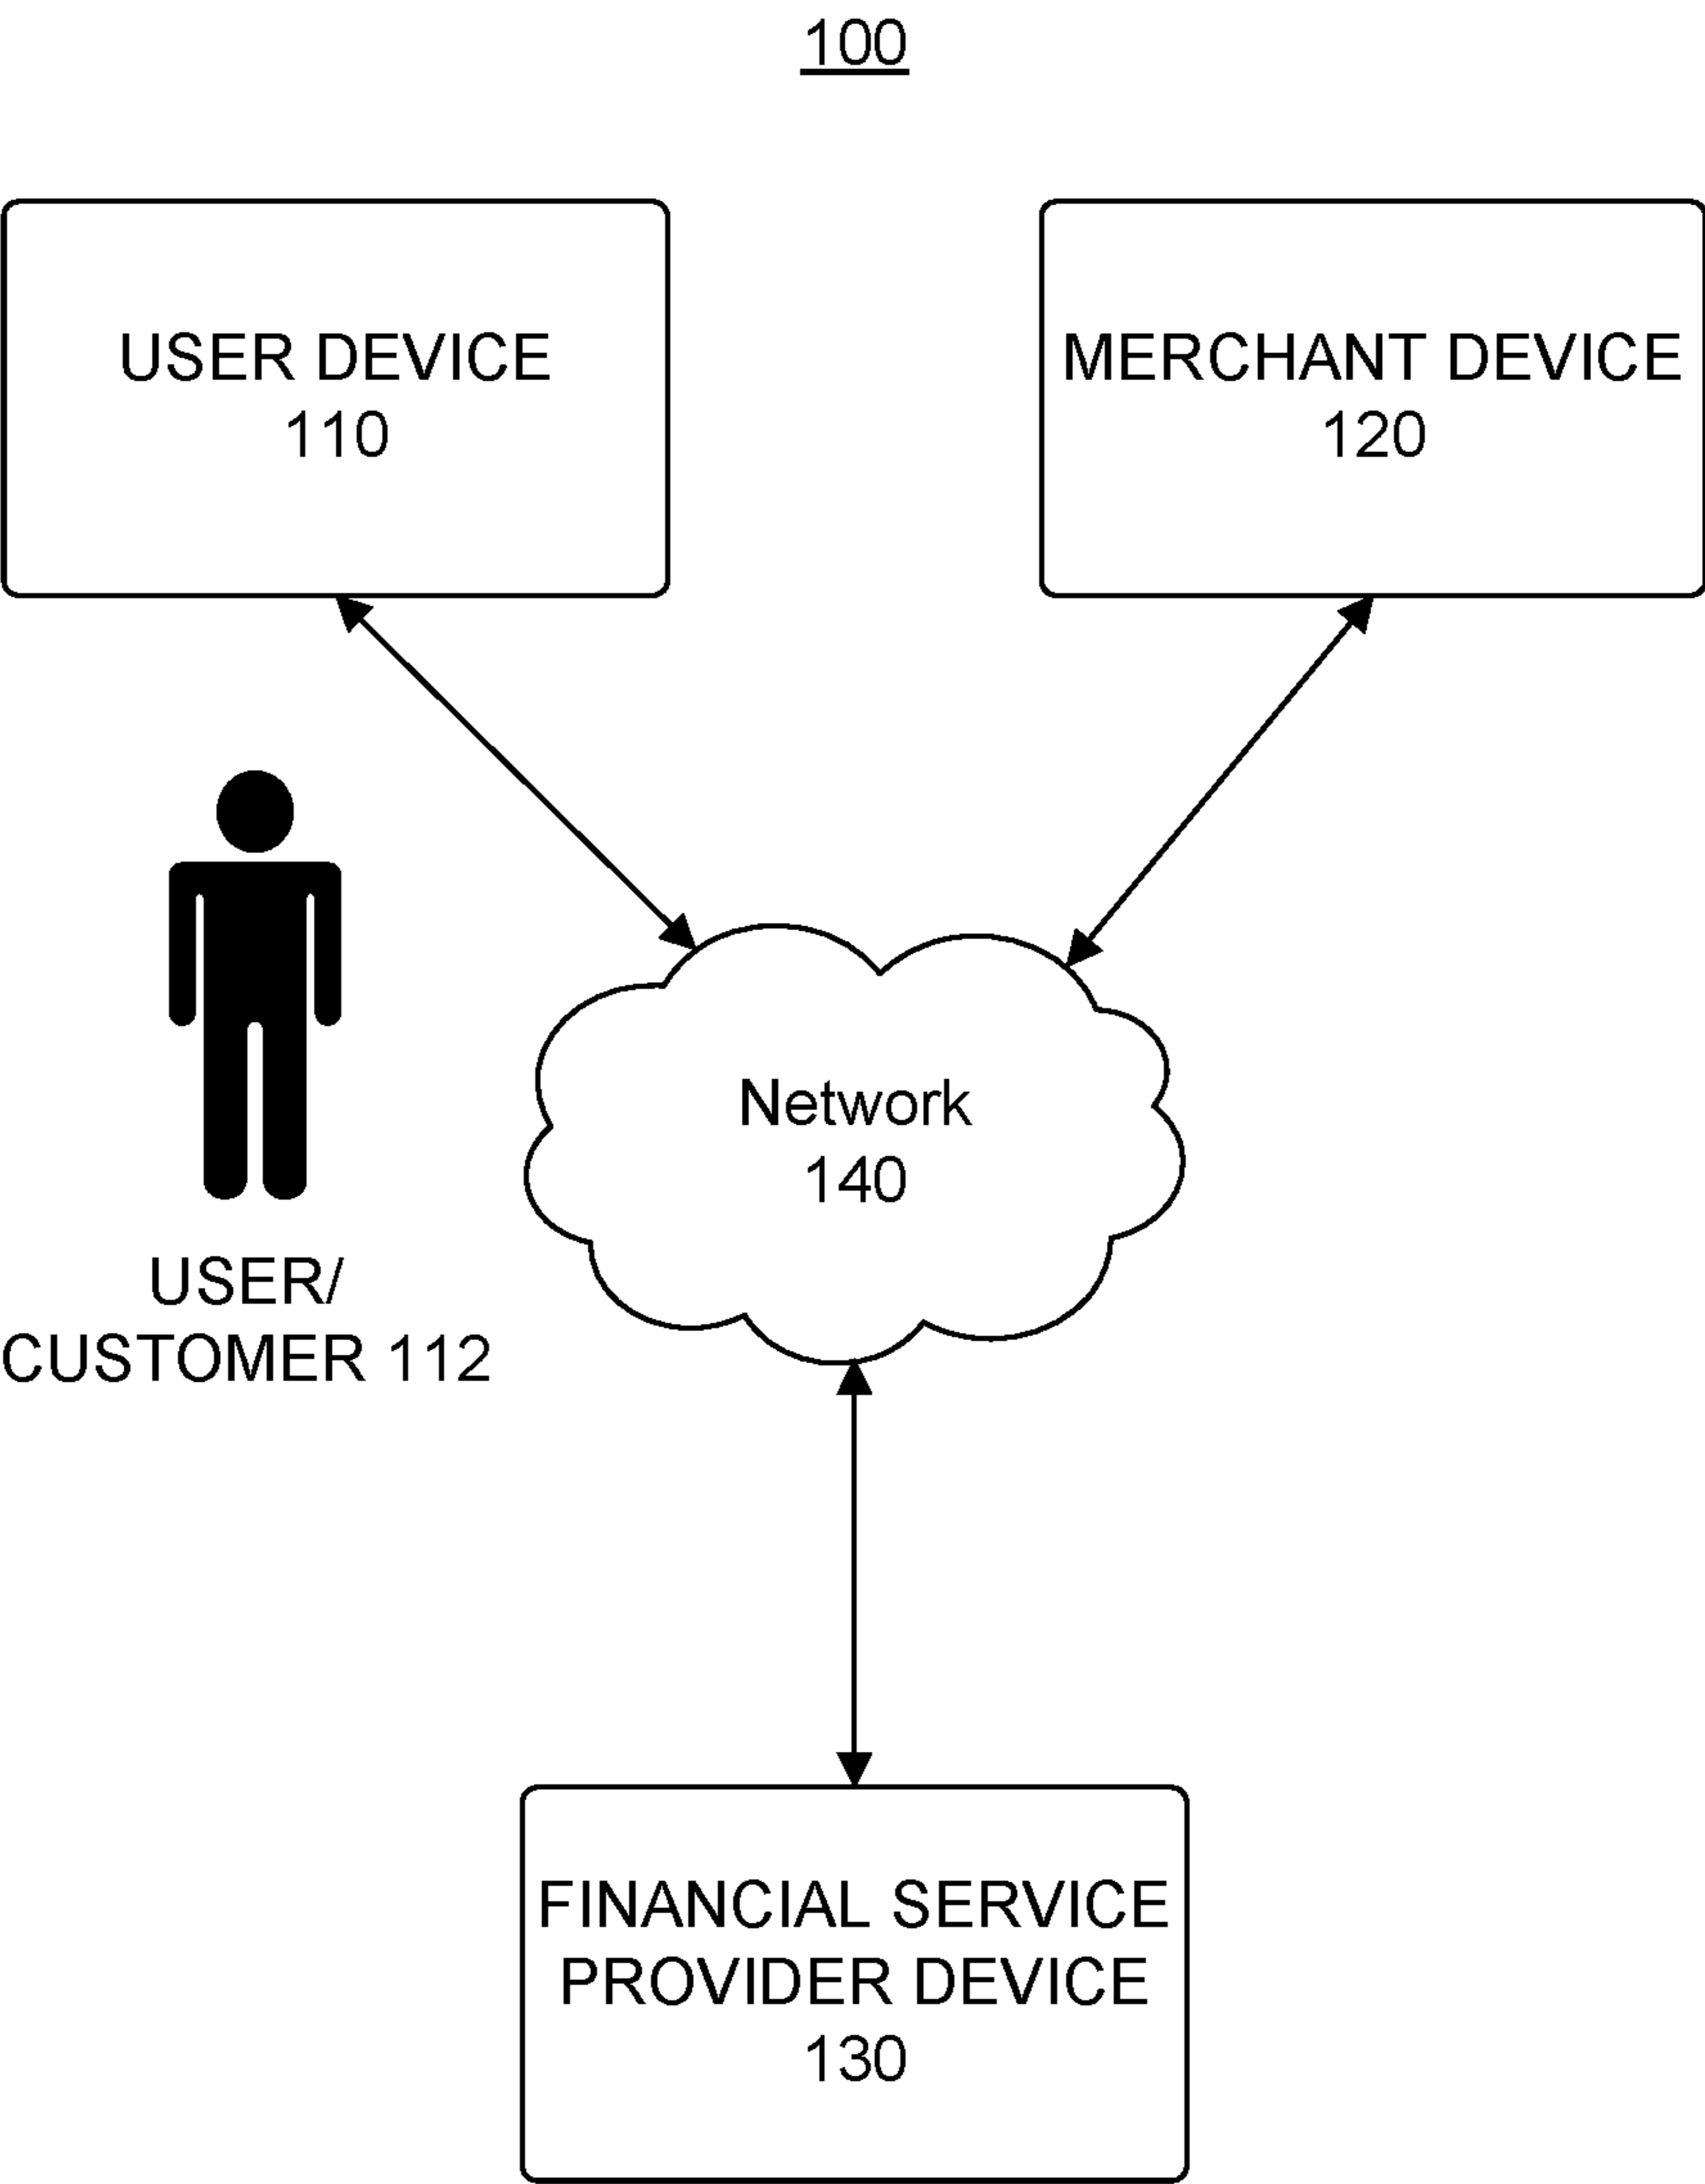 100
USER DEVICE
110
MERCHANT DEVICE
120
USER/
CUSTOMER 112
Network
140
FINANCIAL SERVICE
PROVIDER DEVICE
130